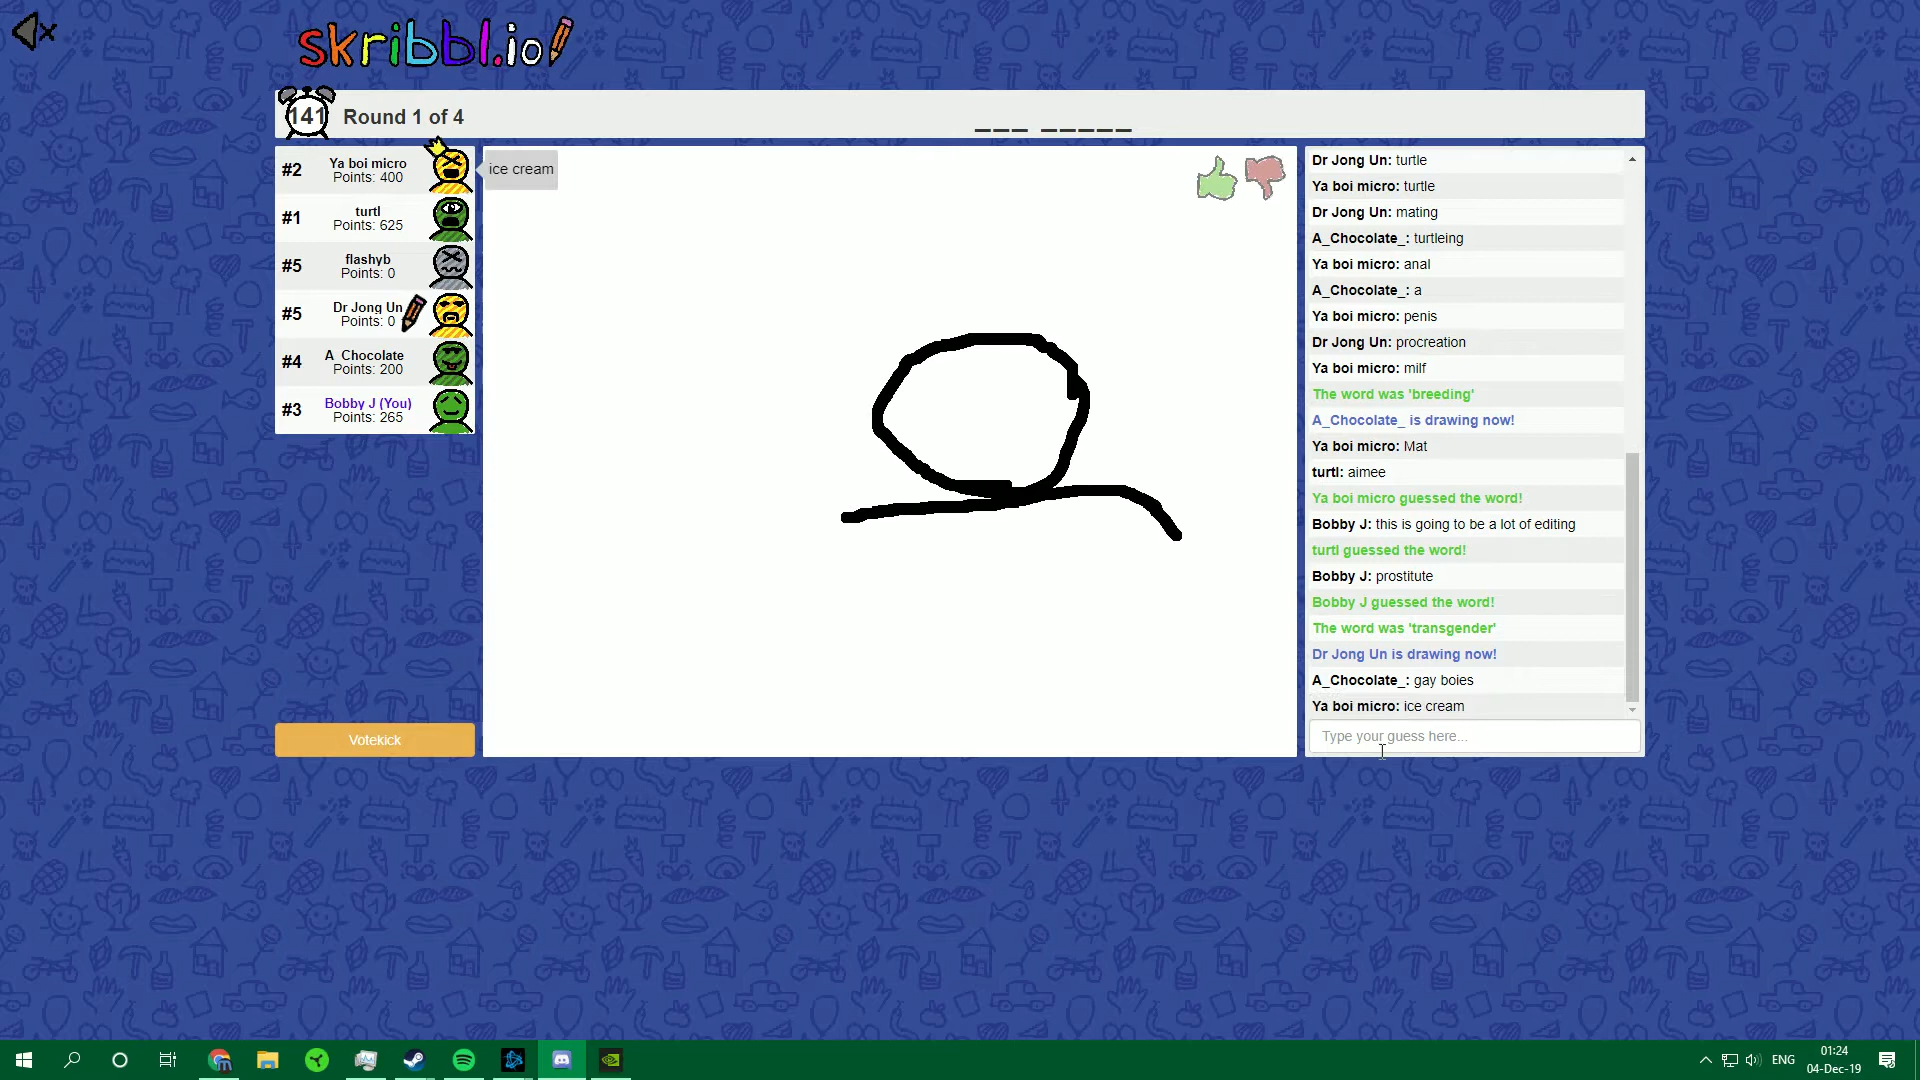 skribbl.io
141 Round 1 of 4
___ _____
#2 Ya boi micro
Points: 400
ice cream
#1 turtl
Points: 625
#5 flashyb
Points: 0
#5 Dr Jong Un
Points: 0
#4 A_Chocolate_
Points: 200
#3 Bobby J (You)
Points: 265
Votekick
Dr Jong Un: turtle
Ya boi micro: turtle
Dr Jong Un: mating
A_Chocolate_: turtleing
Ya boi micro: anal
A_Chocolate_: a
Ya boi micro: penis
Dr Jong Un: procreation
Ya boi micro: milf
The word was 'breeding'
A_Chocolate_ is drawing now!
Ya boi micro: Mat
turtl: aimee
Ya boi micro guessed the word!
Bobby J: this is going to be a lot of editing
turtl guessed the word!
Bobby J: prostitute
Bobby J guessed the word!
The word was 'transgender'
Dr Jong Un is drawing now!
A_Chocolate_: gay boies
Ya boi micro: ice cream
Type your guess here...
ENG
01:24
04-Dec-19